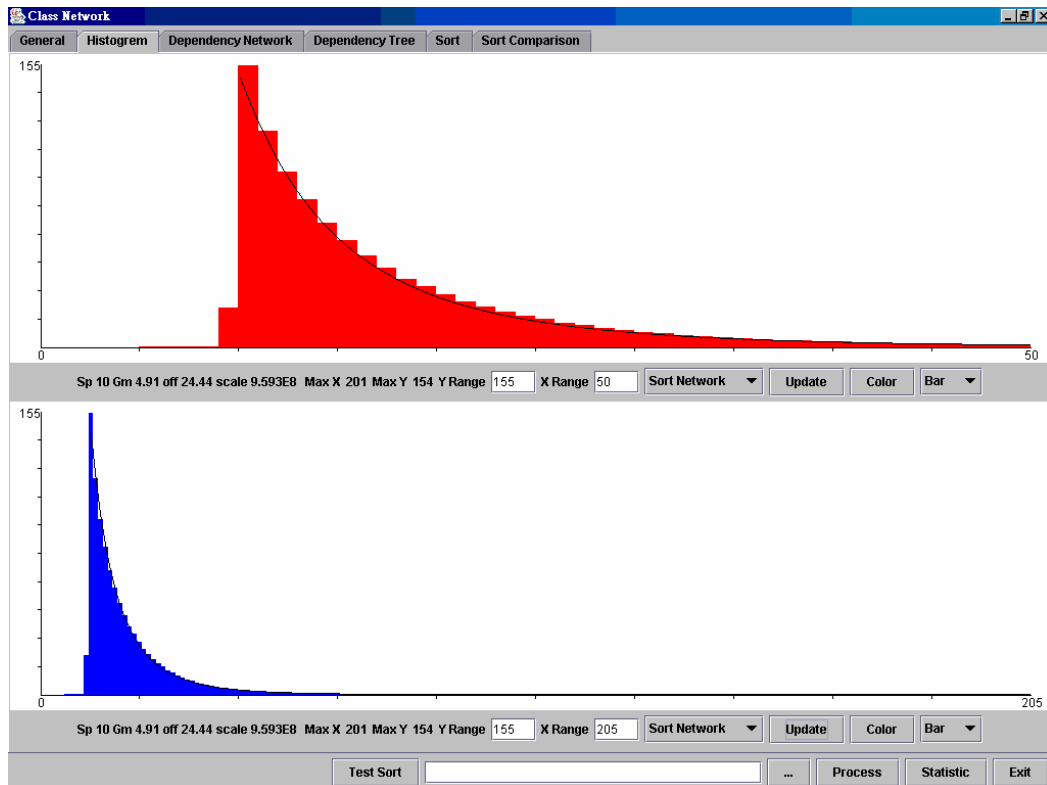 Class Network
General Histogrem Dependency Network Dependency Tree Sort Sort Comparison
155
0 50
Sp 10 Gm 4.91 off 24.44 scale 9.593E8 Max X 201 Max Y 154 Y Range 155 X Range 50 Sort Network Update Color Bar
155
0 205
Sp 10 Gm 4.91 off 24.44 scale 9.593E8 Max X 201 Max Y 154 Y Range 155 X Range 205 Sort Network Update Color Bar
Test Sort ... Process Statistic Exit